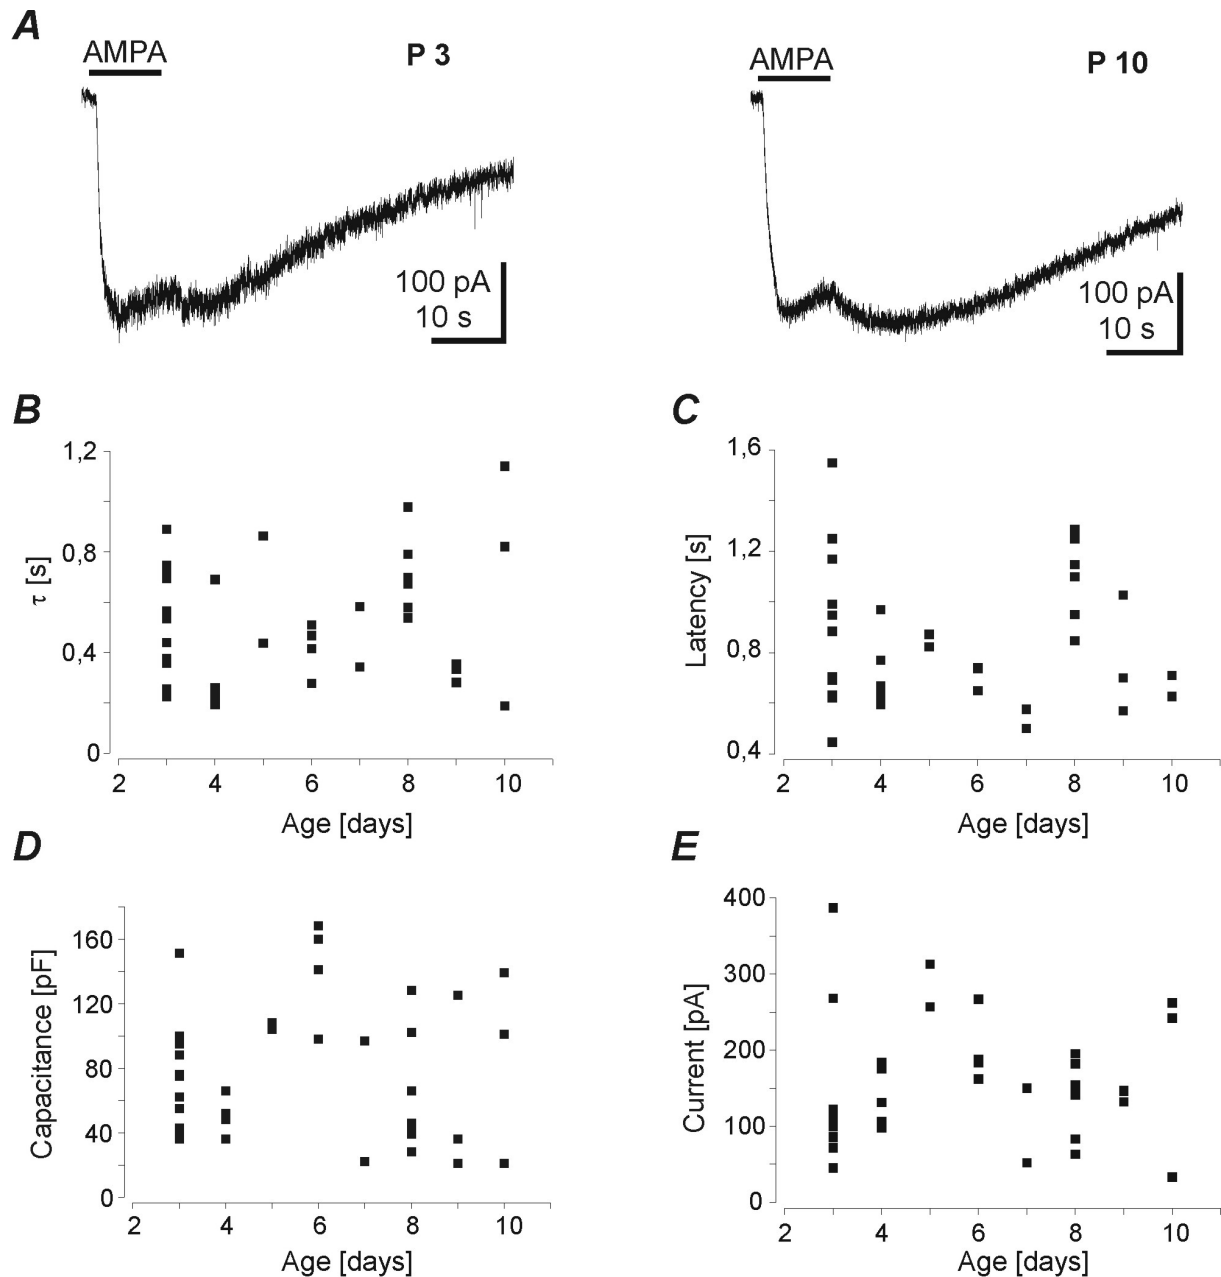 A
AMPA
P 3
100 pA
10 s
AMPA
P 10
100 pA
10 s
B
1,2
0,8
0,4
0
τ [s]
2 4 6 8 10
Age [days]
C
1,6
1,2
0,8
0,4
Latency [s]
2 4 6 8 10
Age [days]
D
160
120
80
40
0
Capacitance [pF]
2 4 6 8 10
Age [days]
E
400
300
200
100
0
Current [pA]
2 4 6 8 10
Age [days]